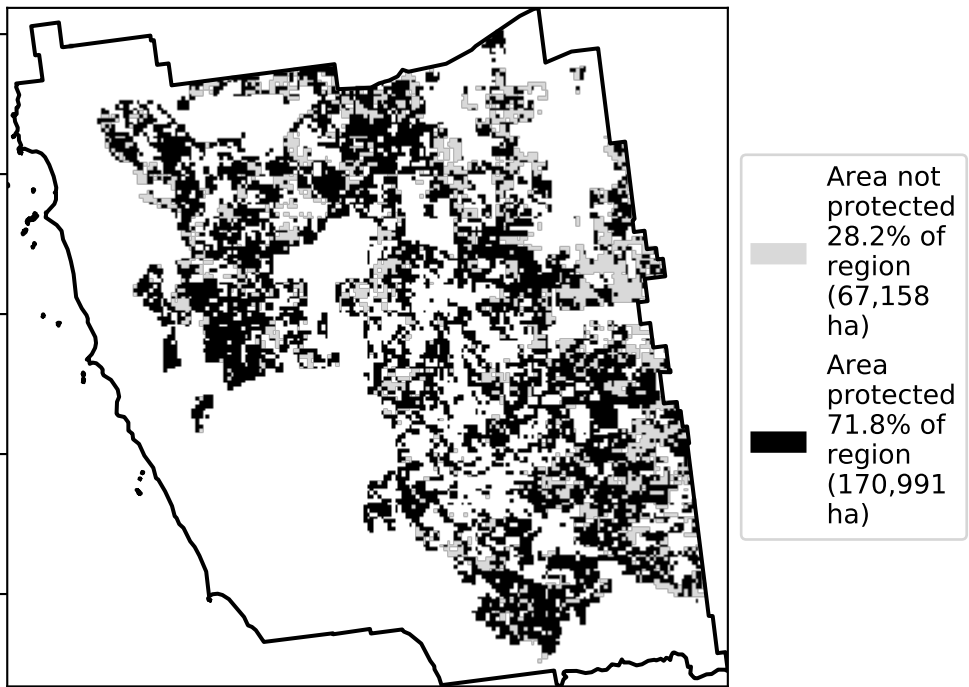 Area not
protected
28.2% of
region
(67,158
ha)
Area
protected
71.8% of
region
(170,991
ha)